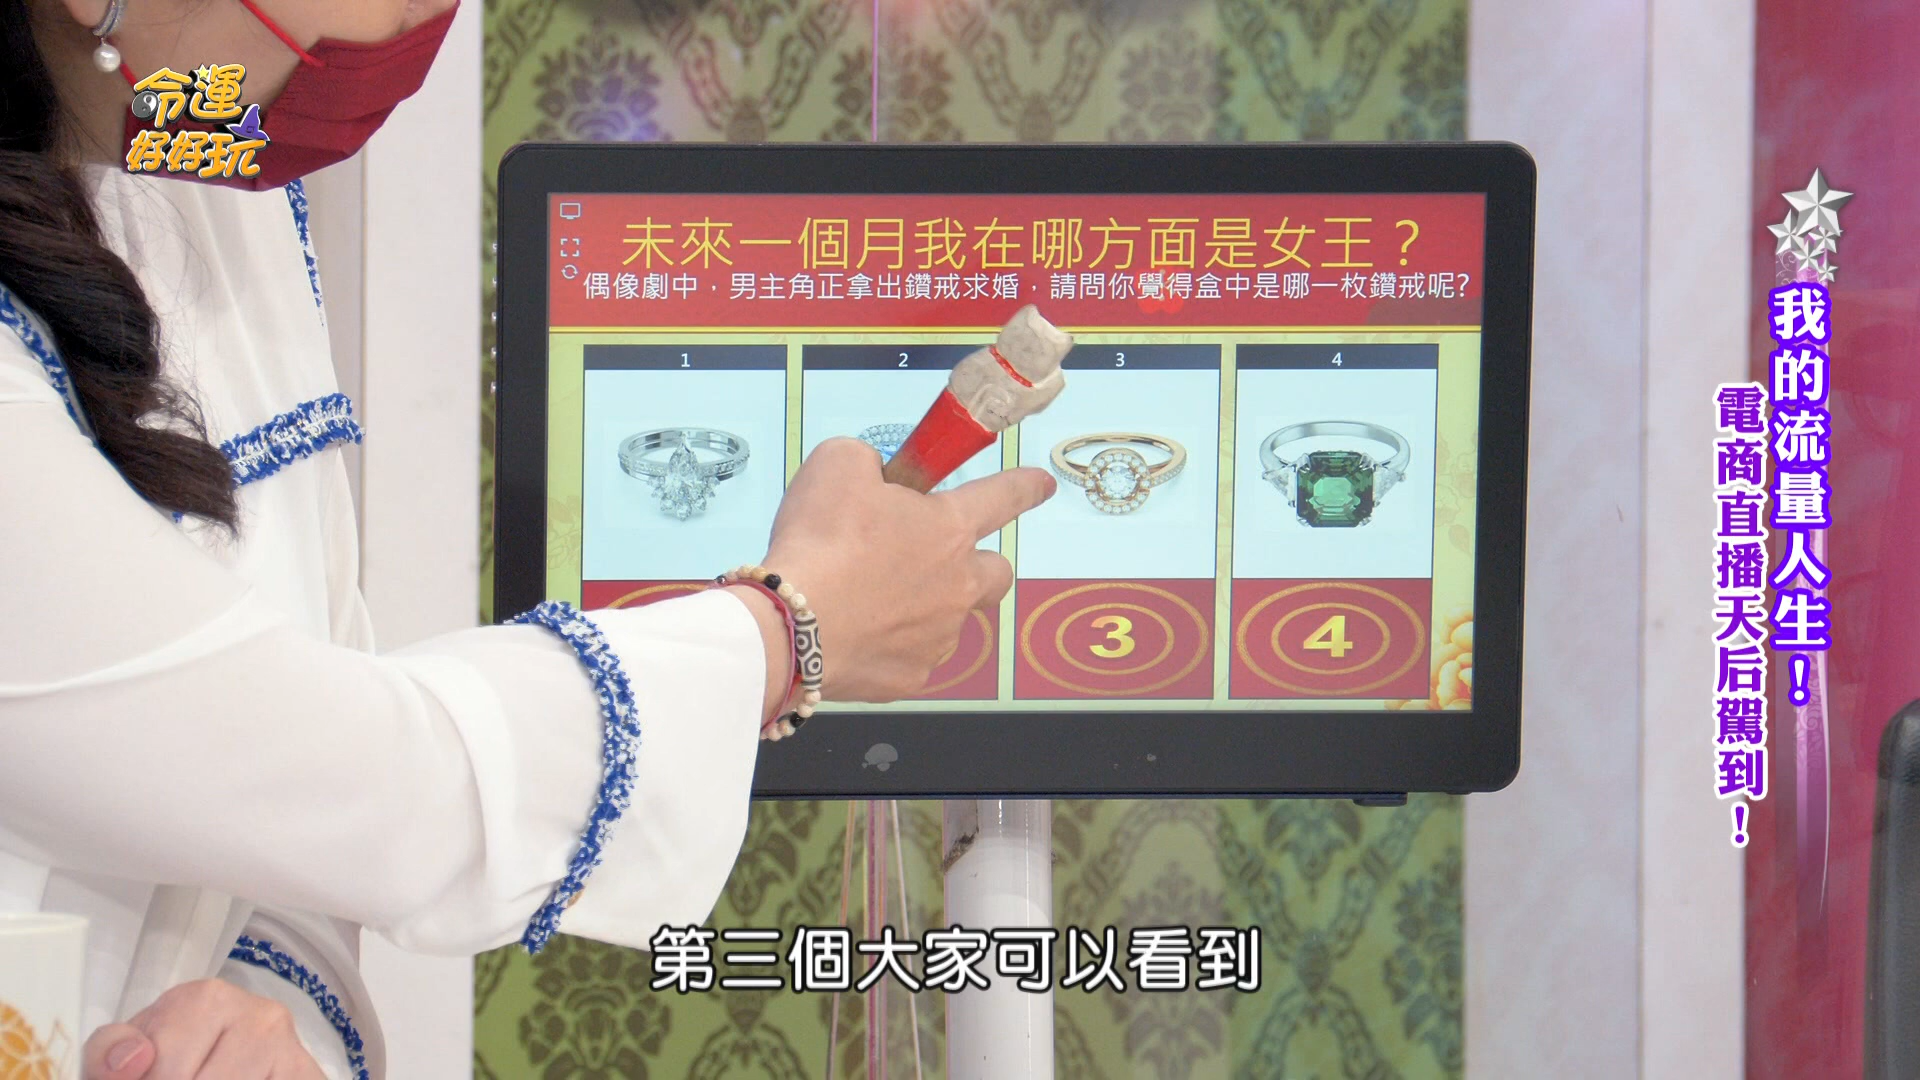 命運
好好玩
未來一個月我在哪方面是女王？
偶像劇中，男主角正拿出鑽戒求婚，請問你覺得盒中是哪一枚鑽戒呢?
1
2
3
4
3
4
我的流量人生！
電商直播天后駕到！
第三個大家可以看到